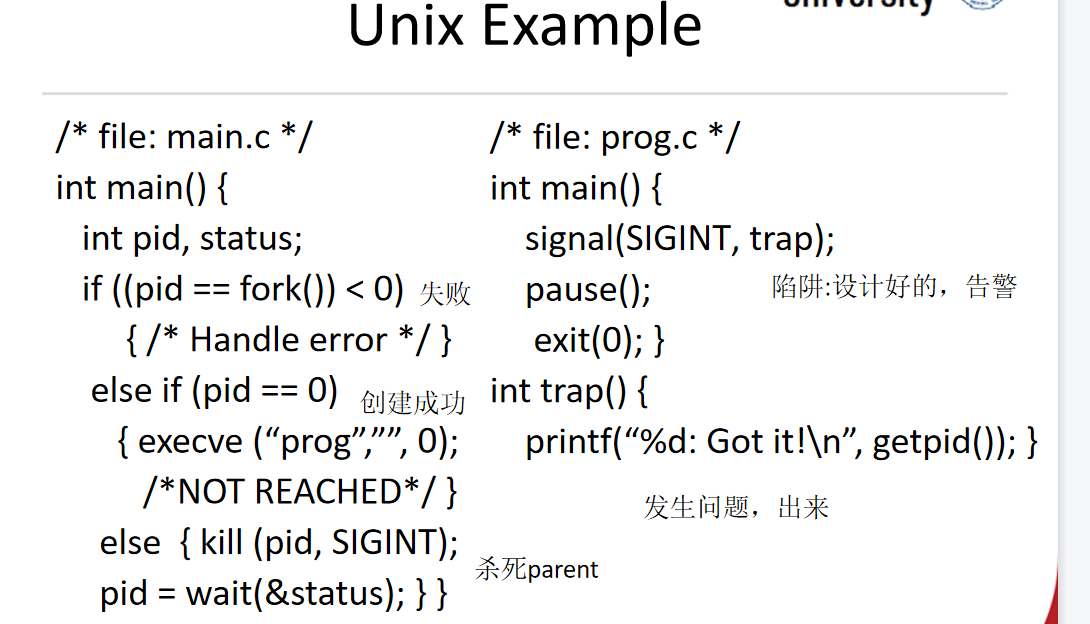 University
Unix Example
/* file: main.c */
int main() {
int pid, status;
if ((pid == fork()) < 0) 失败
{ /* Handle error */ }
else if (pid == 0) 创建成功
{ execve (“prog”,””, 0);
/*NOT REACHED*/ }
else { kill (pid, SIGINT);
杀死parent
pid = wait(&status); } }
/* file: prog.c */
int main() {
signal(SIGINT, trap);
pause(); 陷阱:设计好的，告警
exit(0); }
int trap() {
printf(“%d: Got it!\n”, getpid()); }
发生问题，出来